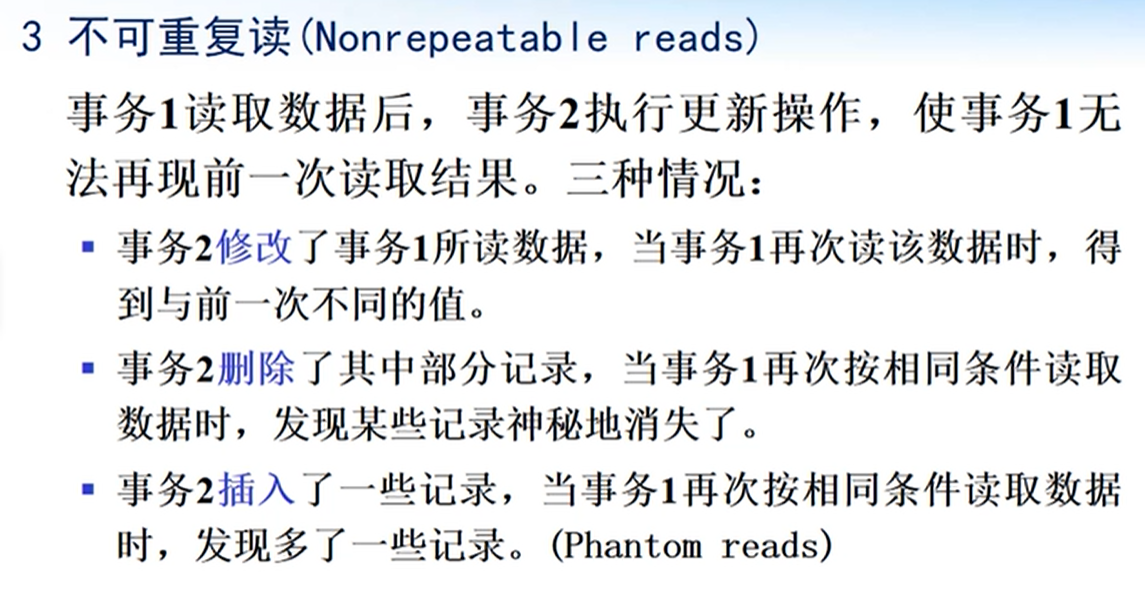 3 不可重复读(Nonrepeatable reads)
事务1读取数据后，事务2执行更新操作，使事务1无
法再现前一次读取结果。三种情况：
▪ 事务2修改了事务1所读数据，当事务1再次读该数据时，得
到与前一次不同的值。
▪ 事务2删除了其中部分记录，当事务1再次按相同条件读取
数据时，发现某些记录神秘地消失了。
▪ 事务2插入了一些记录，当事务1再次按相同条件读取数据
时，发现多了一些记录。(Phantom reads)